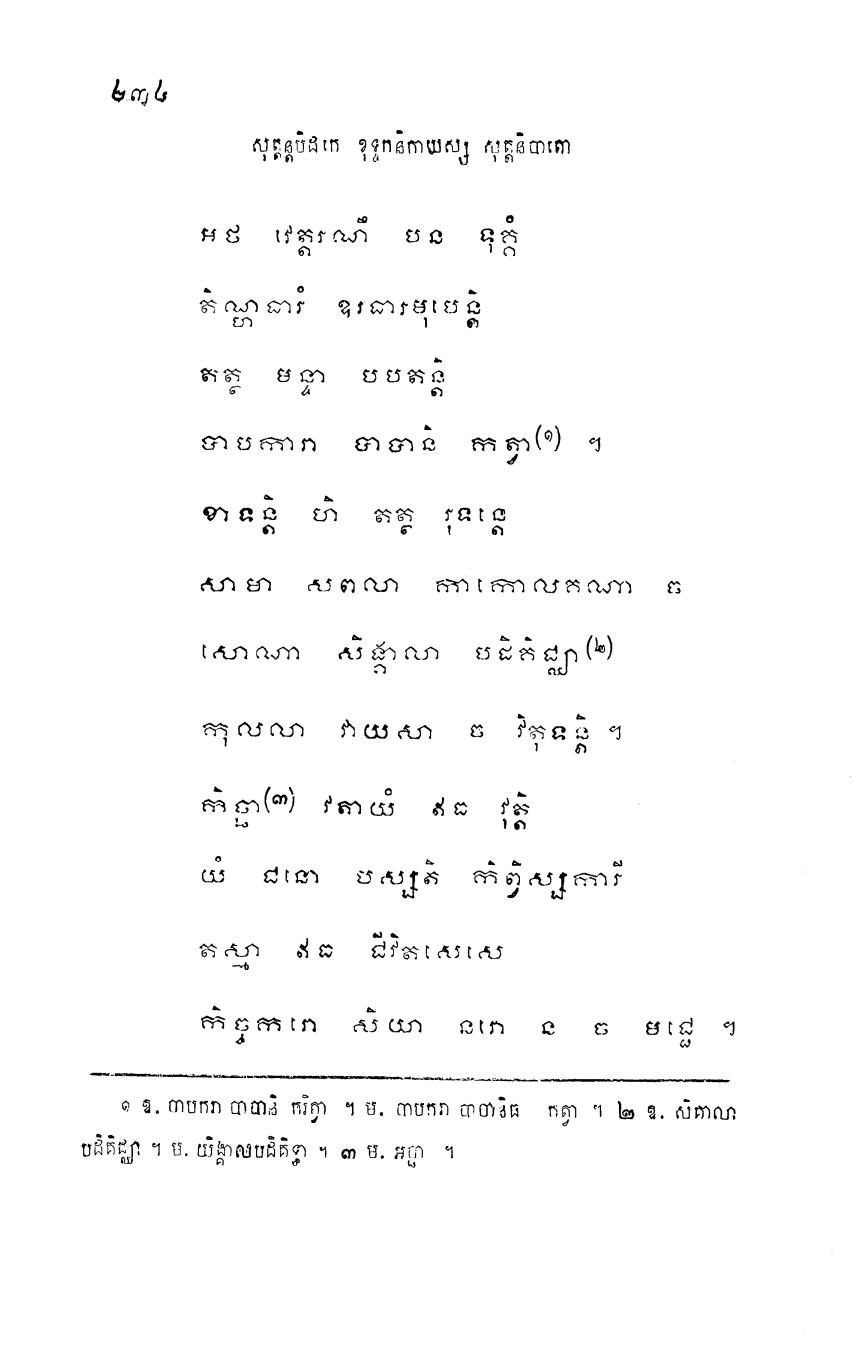 ២៣៤
សុត្តន្តបិដកេ ខុទ្ទកនិកាយស្ស សុត្តនិបាតោ
អថ វេត្តរណឹ បន ទុក្គំ
តិណ្ហធារំ ឧរធារមុបេន្តិ
តត្ថ មន្ទា បបតន្តិ
បាបការា បាបានិ កត្វា(១) ។
ខាទន្តិ ហិ តត្ថ រុទន្តេ
សាមា សពលា កាកោលគណា ច
សោណា សិង្គាលា បដិគិជ្ឈា(២)
កុលលា វាយសា ច វិតុទន្តិ ។
កិច្ឆា(៣) វតាយំ ឥធ វុត្តិ
យំ ជនោ បស្សតិ កិព្វិស្សការី
តស្មា ឥធ ជីវិតសេសេ
កិច្ចករោ សិយា នរោ ន ច មជ្ជេ ។
១ ឱ. បាបករា បាបានិ ករិត្វា ។ ម. បាបករា បាបានិធ កត្វា ។ ២ ឱ. សិគាលា
បដិគិជ្ឈា ។ ម. យិង្គាលបដិគិទ្ធា ។ ៣ ម. អច្ឆា ។